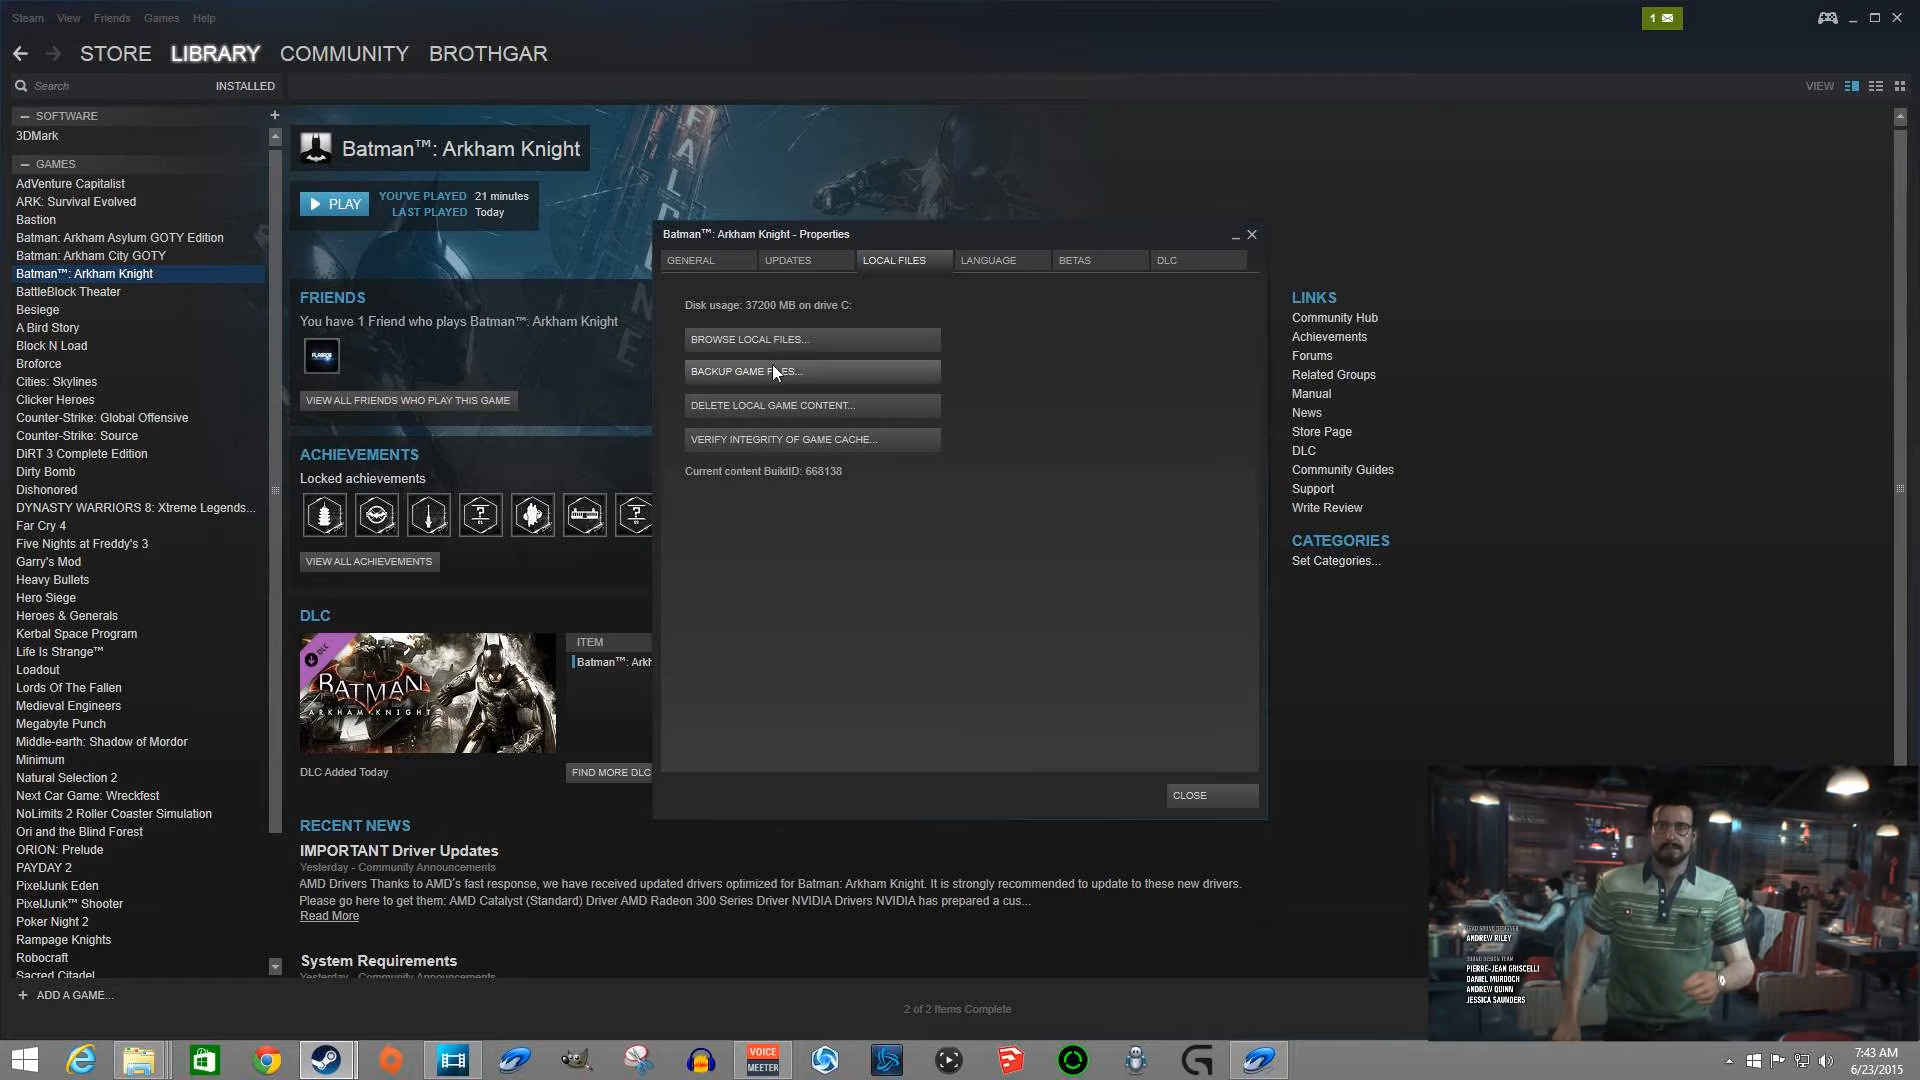 Steam View Friends Games Help
1
STORE LIBRARY COMMUNITY BROTHGAR
Search INSTALLED
VIEW
SOFTWARE
3DMark
GAMES
AdVenture Capitalist
ARK: Survival Evolved
Bastion
Batman: Arkham Asylum GOTY Edition
Batman: Arkham City GOTY
Batman™: Arkham Knight
BattleBlock Theater
Besiege
A Bird Story
Block N Load
Broforce
Cities: Skylines
Clicker Heroes
Counter-Strike: Global Offensive
Counter-Strike: Source
DiRT 3 Complete Edition
Dirty Bomb
Dishonored
DYNASTY WARRIORS 8: Xtreme Legends...
Far Cry 4
Five Nights at Freddy's 3
Garry's Mod
Heavy Bullets
Hero Siege
Heroes & Generals
Kerbal Space Program
Life Is Strange™
Loadout
Lords Of The Fallen
Medieval Engineers
Megabyte Punch
Middle-earth: Shadow of Mordor
Minimum
Natural Selection 2
Next Car Game: Wreckfest
NoLimits 2 Roller Coaster Simulation
Ori and the Blind Forest
ORION: Prelude
PAYDAY 2
PixelJunk Eden
PixelJunk™ Shooter
Poker Night 2
Rampage Knights
Robocraft
Sacred Citadel
ADD A GAME...
Batman™: Arkham Knight
PLAY
YOU'VE PLAYED 21 minutes
LAST PLAYED Today
FRIENDS
You have 1 Friend who plays Batman™: Arkham Knight
VIEW ALL FRIENDS WHO PLAY THIS GAME
ACHIEVEMENTS
Locked achievements
VIEW ALL ACHIEVEMENTS
DLC
DLC
BATMAN
ARKHAM KNIGHT
DLC Added Today
ITEM
Batman™: Arkh
FIND MORE DLC
RECENT NEWS
IMPORTANT Driver Updates
Yesterday - Community Announcements
AMD Drivers Thanks to AMD's fast response, we have received updated drivers optimized for Batman: Arkham Knight. It is strongly recommended to update to these new drivers.
Please go here to get them: AMD Catalyst (Standard) Driver AMD Radeon 300 Series Driver NVIDIA Drivers NVIDIA has prepared a cus...
Read More
System Requirements
Yesterday - Community Announcements
2 of 2 Items Complete
Batman™: Arkham Knight - Properties
GENERAL UPDATES LOCAL FILES LANGUAGE BETAS DLC
Disk usage: 37200 MB on drive C:
BROWSE LOCAL FILES...
BACKUP GAME FILES...
DELETE LOCAL GAME CONTENT...
VERIFY INTEGRITY OF GAME CACHE...
Current content BuildID: 668138
CLOSE
LINKS
Community Hub
Achievements
Forums
Related Groups
Manual
News
Store Page
DLC
Community Guides
Support
Write Review
CATEGORIES
Set Categories...
LEAD SOUND DESIGNER
ANDREW RILEY
SOUND DESIGN TEAM
PIERRE-JEAN GRISCELLI
DANIEL MURDOCH
ANDREW QUINN
JESSICA SAUNDERS
VOICE
MEETER
7:43 AM
6/23/2015